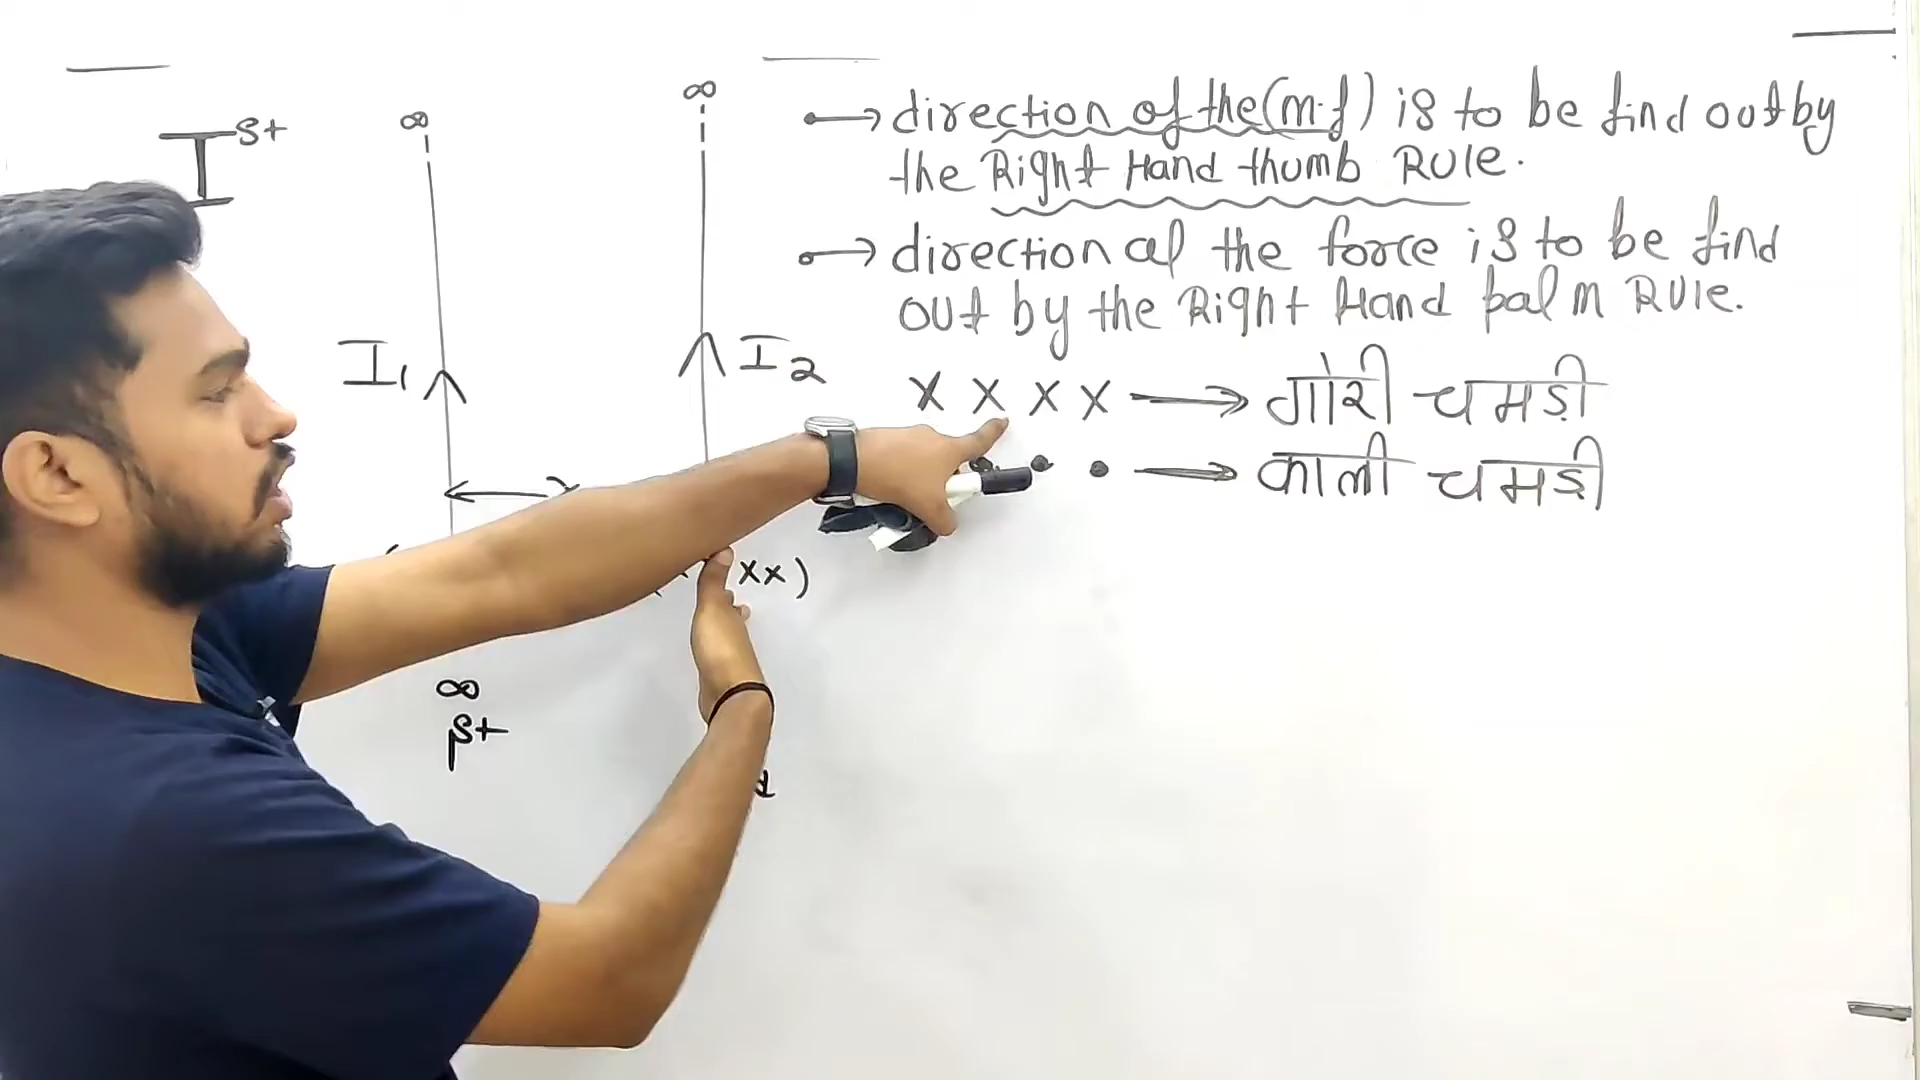 I st
∞
∞
I₁
I₂
•→ direction of the (m.f) is to be find out by
the Right Hand thumb RULE.
•→ direction of the force is to be find
out by the Right Hand palm RULE.
X X X X → गोरी चमड़ी
• • • → काली चमड़ी
xx)
∞
st